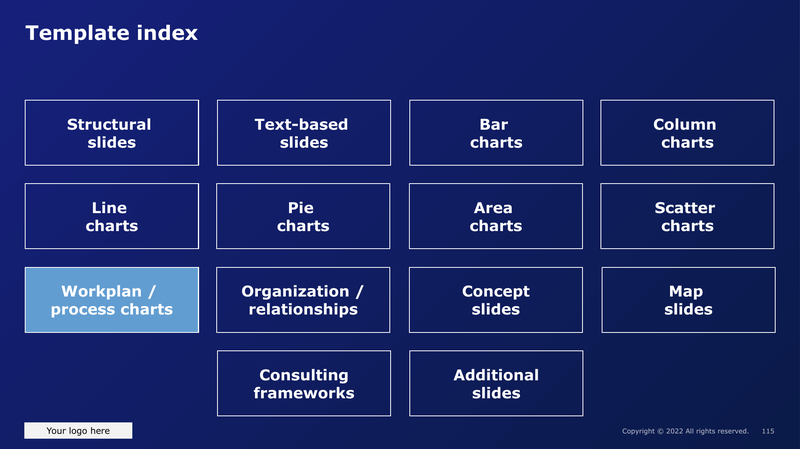 Template index
Structural
slides
Text-based
slides
Bar
charts
Column
charts
Line
charts
Pie
charts
Area
charts
Scatter
charts
Workplan /
process charts
Organization /
relationships
Concept
slides
Map
slides
Consulting
frameworks
Additional
slides
Your logo here
Copyright © 2022 All rights reserved. 115